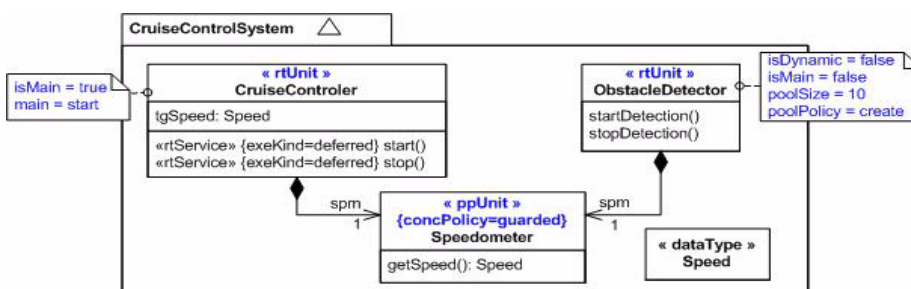 CruiseControlSystem
isMain = true
main = start
« rtUnit »
CruiseControler
tgSpeed: Speed
«rtService» {exeKind=deferred} start()
«rtService» {exeKind=deferred} stop()
« rtUnit »
ObstacleDetector
startDetection()
stopDetection()
isDynamic = false
isMain = false
poolSize = 10
poolPolicy = create
spm
1
spm
1
« ppUnit »
{concPolicy=guarded}
Speedometer
getSpeed(): Speed
« dataType »
Speed